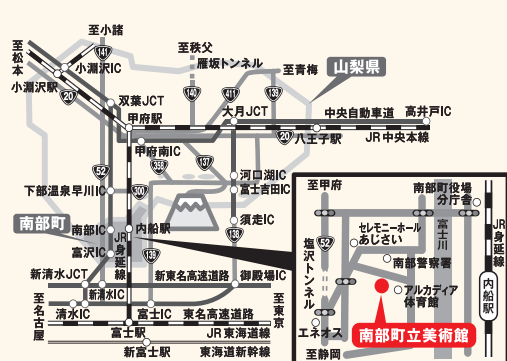 至小諸
至松本
141
小淵沢IC
小淵沢駅
20
至秩父
雁坂トンネル
至青梅
山梨県
140
411
139
双葉JCT
甲府駅
大月JCT
中央自動車道
高井戸IC
20
八王子駅
JR中央本線
甲府南IC
358
137
52
300
下部温泉早川IC
河口湖IC
富士吉田IC
南部町
南部IC
内船駅
須走IC
138
富沢IC
JR身延線
139
新清水JCT
新東名高速道路
御殿場IC
新清水IC
至名古屋
清水IC
富士IC
東名高速道路
至東京
富士駅
JR東海道線
新富士駅
東海道新幹線
至甲府
南部町役場
分庁舎
セレモニーホール
あじさい
富士川
JR身延線
52
塩沢トンネル
南部警察署
アルカディア
体育館
内船駅
エネオス
南部町立美術館
至静岡